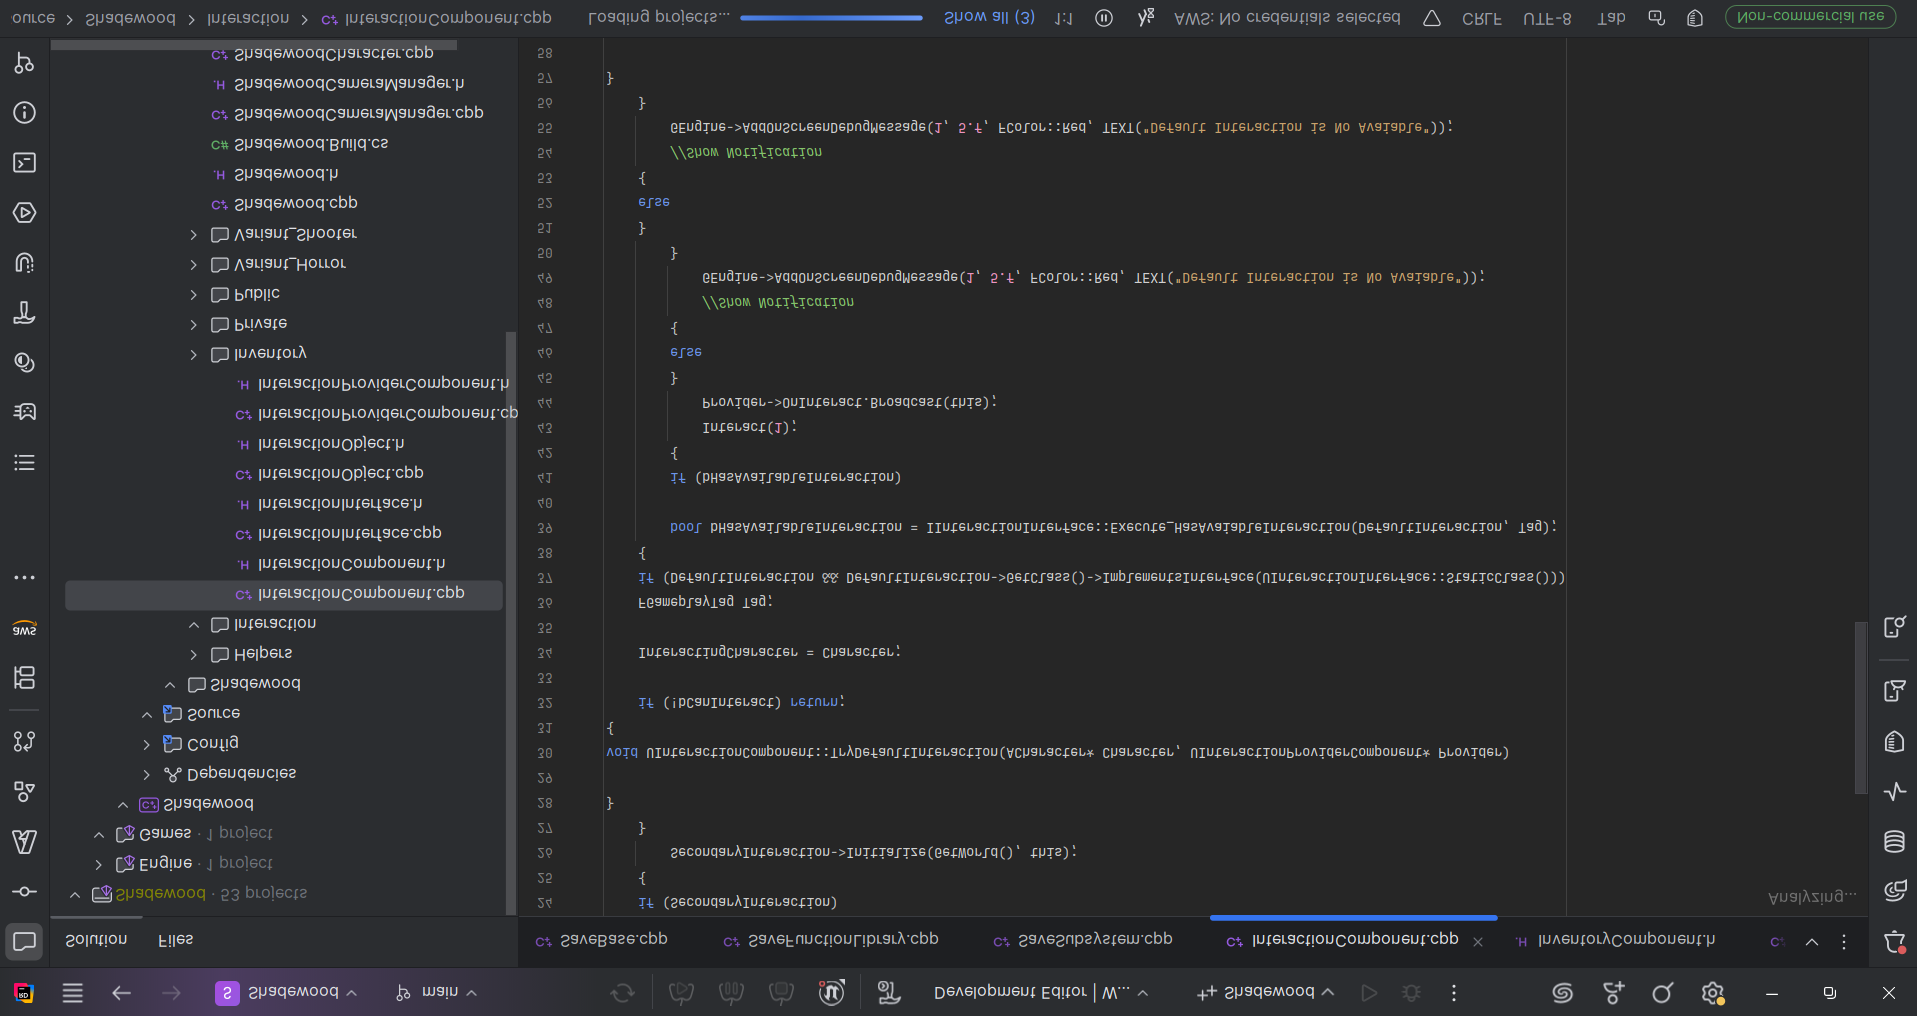 Shadewood
main
Development Editor | W...
Shadewood
Solution
Files
SaveBase.cpp
SaveFunctionLibrary.cpp
SaveSubsystem.cpp
InteractionComponent.cpp
InventoryComponent.h
Shadewood · 53 projects
Engine · 1 project
Games · 1 project
Shadewood
Dependencies
Config
Source
Shadewood
Helpers
Interaction
InteractionComponent.cpp
InteractionComponent.h
InteractionInterface.cpp
InteractionInterface.h
InteractionObject.cpp
InteractionObject.h
InteractionProviderComponent.cp
InteractionProviderComponent.h
Inventory
Private
Public
Variant_Horror
Variant_Shooter
Shadewood.cpp
Shadewood.h
Shadewood.Build.cs
ShadewoodCameraManager.cpp
ShadewoodCameraManager.h
ShadewoodCharacter.cpp
Analyzing...
24 if (SecondaryInteraction)
25 {
26 SecondaryInteraction->Initialize(GetWorld(), this);
27 }
28 }
29
30 void UInteractionComponent::TryDefaultInteraction(ACharacter* Character, UInteractionProviderComponent* Provider)
31 {
32 if (!bCanInteract) return;
33
34 InteractingCharacter = Character;
35
36 FGameplayTag Tag;
37 if (DefaultInteraction && DefaultInteraction->GetClass()->ImplementsInterface(UInteractionInterface::StaticClass()))
38 {
39 bool bHasAvailableInteraction = IInteractionInterface::Execute_HasAvaiableInteraction(DefaultInteraction, Tag);
40
41 if (bHasAvailableInteraction)
42 {
43 Interact(1);
44 Provider->OnInteract.Broadcast(this);
45 }
46 else
47 {
48 //Show Notification
49 GEngine->AddOnScreenDebugMessage(1, 5.f, FColor::Red, TEXT("Default Interaction is No Avaiable"));
50 }
51 }
52 else
53 {
54 //Show Notification
55 GEngine->AddOnScreenDebugMessage(1, 5.f, FColor::Red, TEXT("Default Interaction is No Avaiable"));
56 }
57 }
58
ource > Shadewood > Interaction > InteractionComponent.cpp
Loading projects...
Show all (3)
1:1
AWS: No credentials selected
CRLF
UTF-8
Tab
Non-commercial use
aws